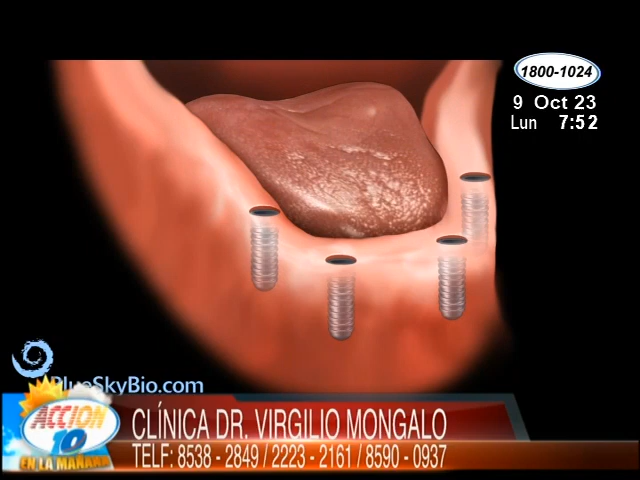 1800-1024
9 Oct 23
Lun 7:52
BlueSkyBio.com
ACCION
10
EN LA MAÑANA
CLÍNICA DR. VIRGILIO MONGALO
TELF: 8538 - 2849 / 2223 - 2161 / 8590 - 0937